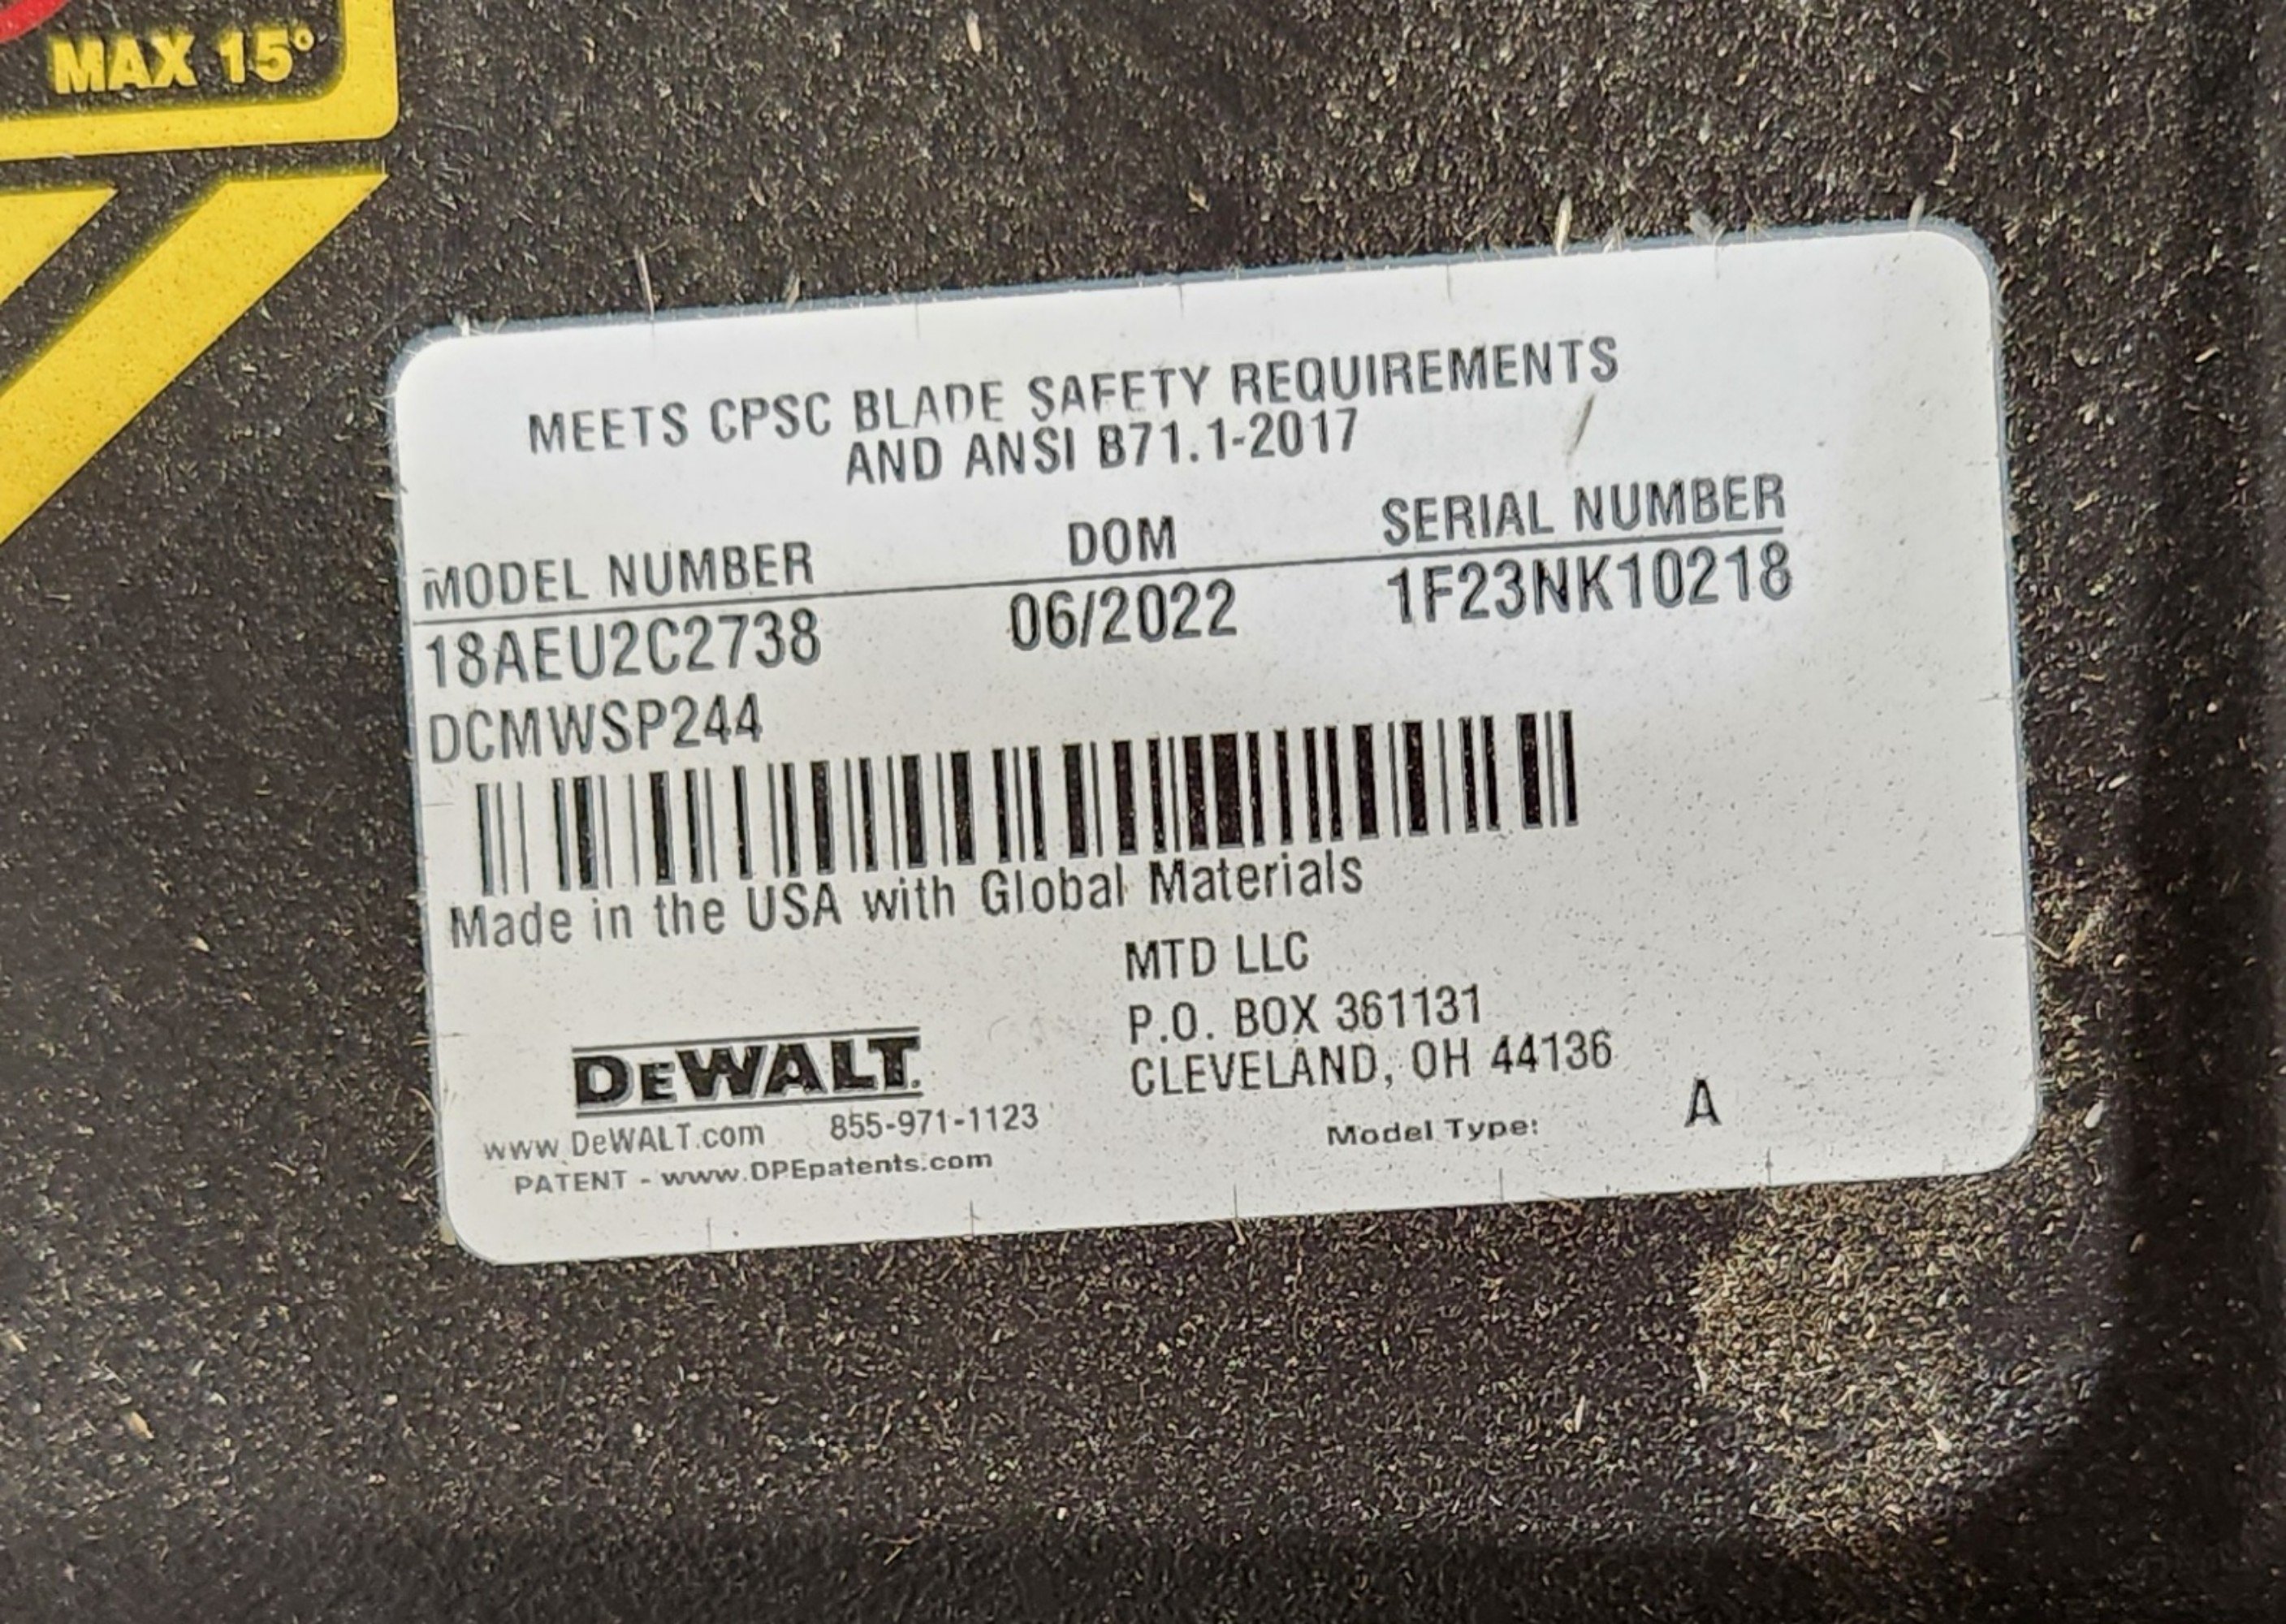 MAX 15°
MEETS CPSC BLADE SAFETY REQUIREMENTS
AND ANSI B71.1-2017
MODEL NUMBER DOM SERIAL NUMBER
18AEU2C2738 06/2022 1F23NK10218
DCMWSP244
Made in the USA with Global Materials
MTD LLC
P.O. BOX 361131
CLEVELAND, OH 44136
DEWALT.
www.DeWALT.com 855-971-1123
Model Type: A
PATENT - www.OPEpatents.com